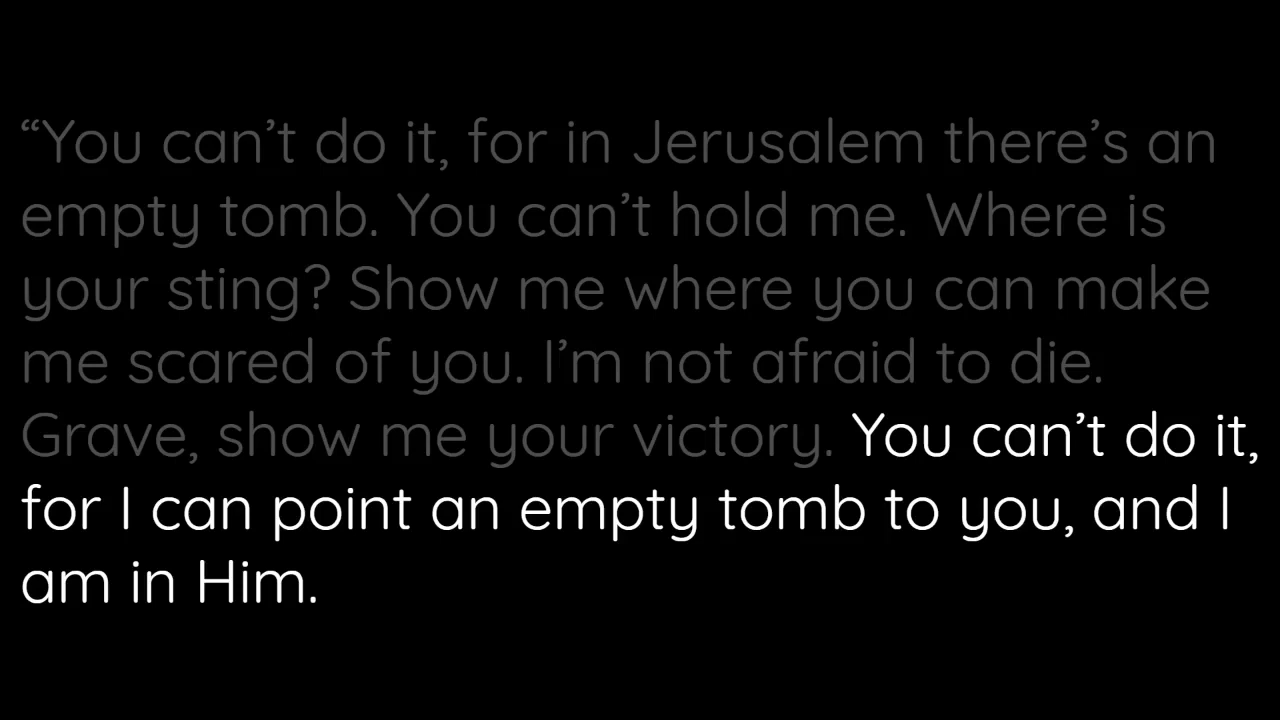 “You can’t do it, for in Jerusalem there’s an
empty tomb. You can’t hold me. Where is
your sting? Show me where you can make
me scared of you. I’m not afraid to die.
Grave, show me your victory. You can’t do it,
for I can point an empty tomb to you, and I
am in Him.